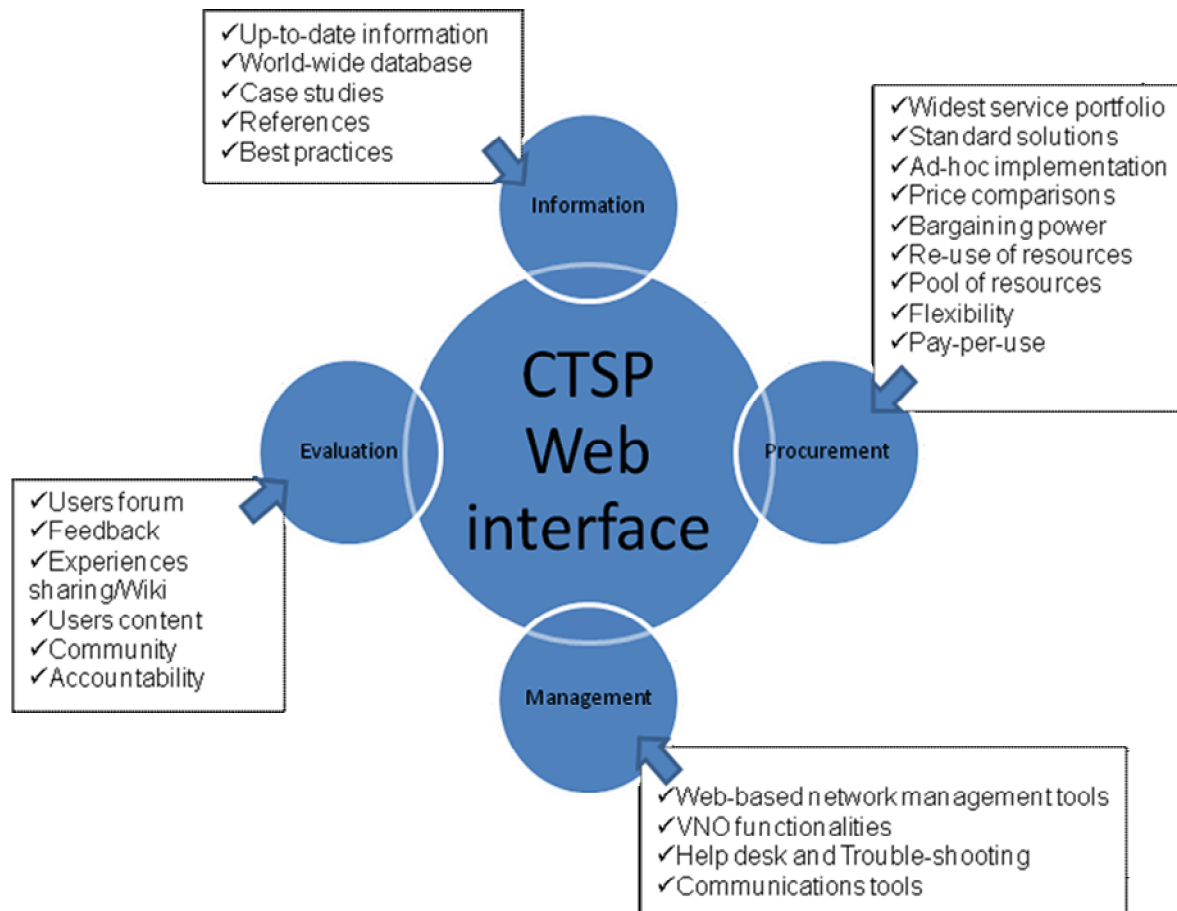 ✓Up-to-date information
✓World-wide database
✓Case studies
✓References
✓Best practices
Information
✓Widest service portfolio
✓Standard solutions
✓Ad-hoc implementation
✓Price comparisons
✓Bargaining power
✓Re-use of resources
✓Pool of resources
✓Flexibility
✓Pay-per-use
CTSP
Web
interface
Evaluation
Procurement
✓Users forum
✓Feedback
✓Experiences
sharing/Wiki
✓Users content
✓Community
✓Accountability
Management
✓Web-based network management tools
✓VNO functionalities
✓Help desk and Trouble-shooting
✓Communications tools